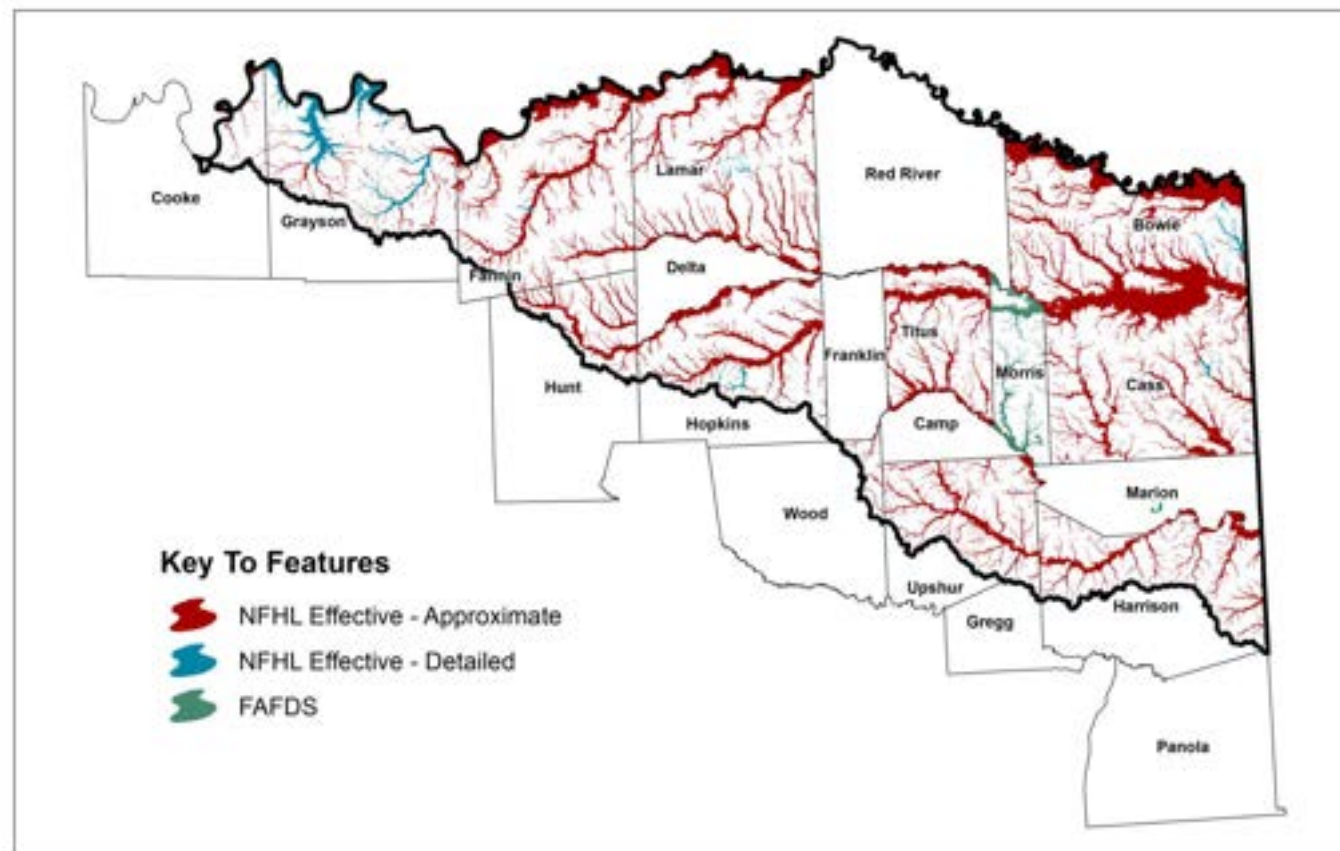 Cooke
Grayson
Fannin
Lamar
Red River
Bowie
Delta
Hunt
Hopkins
Franklin
Titus
Morris
Cass
Camp
Wood
Marion
Upshur
Gregg
Harrison
Panola
Key To Features
NFHL Effective - Approximate
NFHL Effective - Detailed
FAFDS